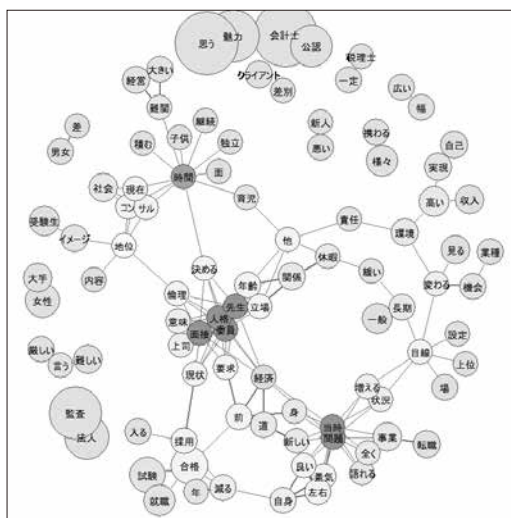 思う
魅力
会計士
公認
クライアント
差別
税理士
一定
大きい
経営
難関
広い
幅
新人
悪い
携わる
様々
差
男女
積む
子供
継続
独立
面
時間
育児
自己
実現
高い
収入
社会
現在
コンサル
受験生
イメージ
地位
内容
責任
環境
他
決める
年齢
関係
休暇
緩い
見る
業種
変わる
機会
大手
女性
倫理
先生
立場
意味
人格
委員
面接
上司
一般
長期
設定
目線
上位
場
厳しい
言う
難しい
現状
要求
経済
増える
状況
監査
法人
前
道
身
新しい
当時
問題
事業
転職
入る
採用
合格
良い
全く
語れる
試験
就職
年
減る
景気
自身
左右